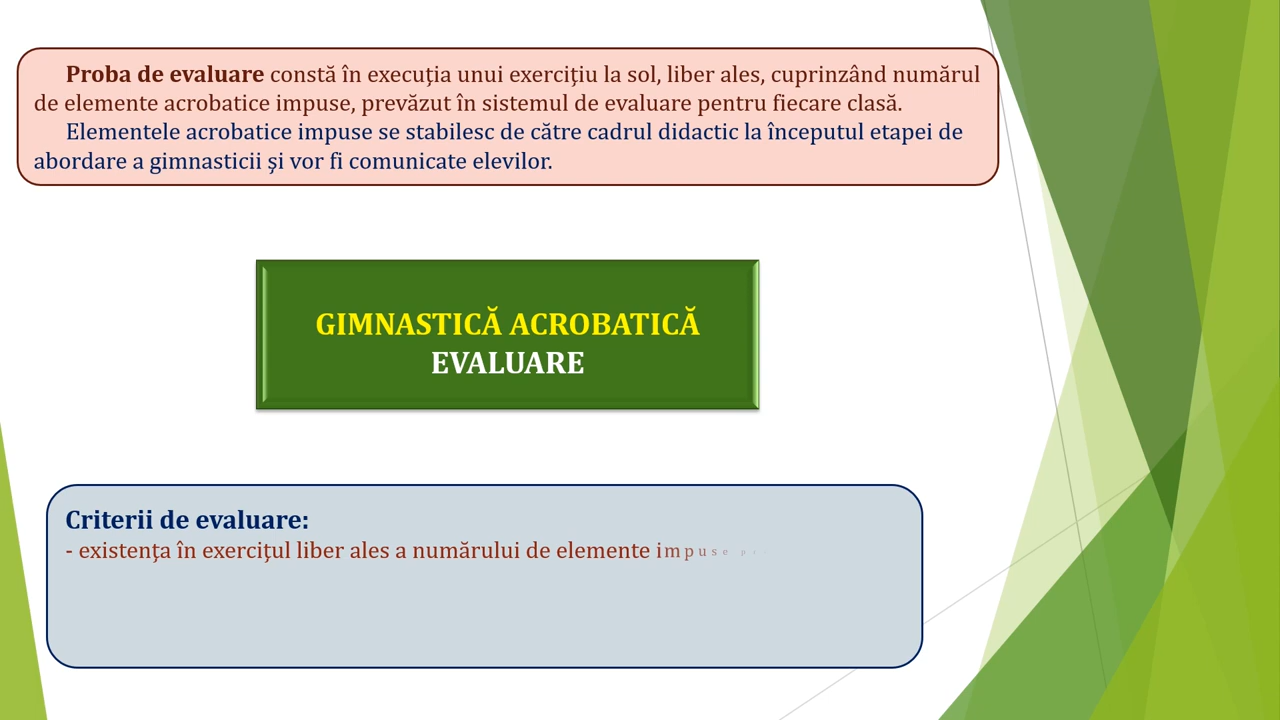 Proba de evaluare constă în execuția unui exercițiu la sol, liber ales, cuprinzând numărul
de elemente acrobatice impuse, prevăzut în sistemul de evaluare pentru fiecare clasă.
Elementele acrobatice impuse se stabilesc de către cadrul didactic la începutul etapei de
abordare a gimnasticii şi vor fi comunicate elevilor.
GIMNASTICĂ ACROBATICĂ
EVALUARE
Criterii de evaluare:
- existența în exerciţul liber ales a numărului de elemente impuse